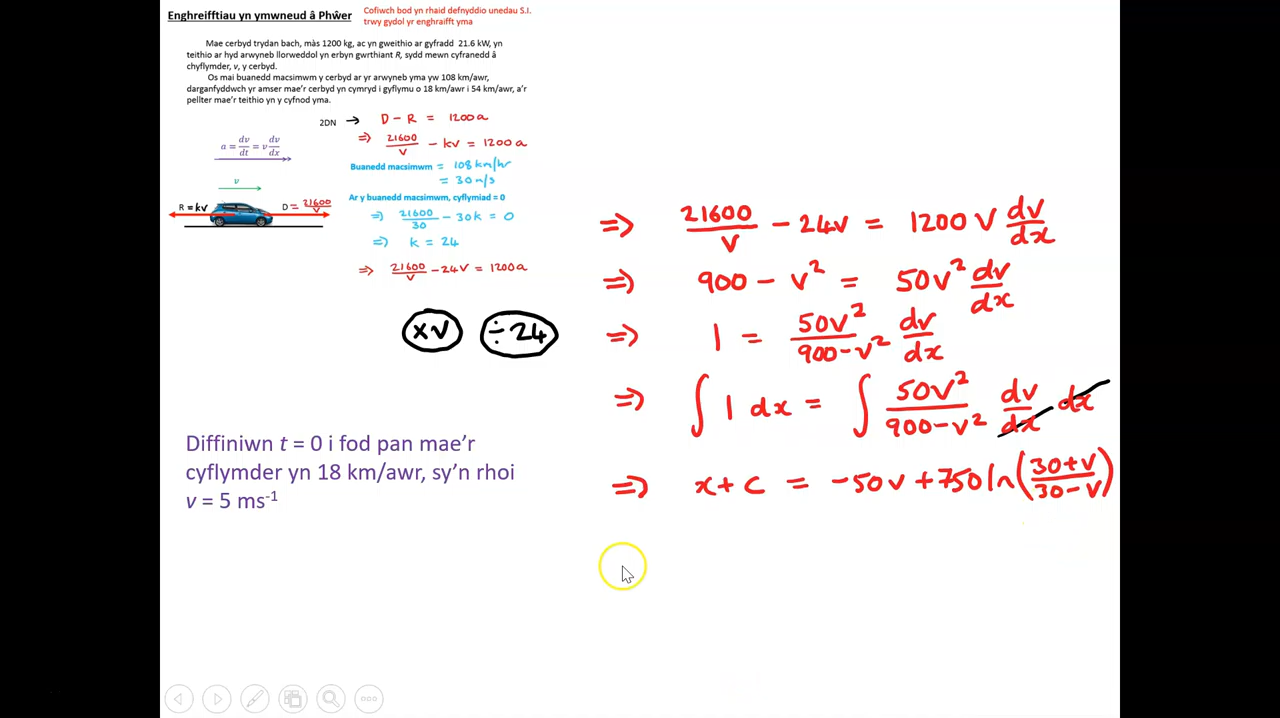 Enghreifftiau yn ymwneud â Phŵer
Cofiwch bod yn rhaid defnyddio unedau S.I.
trwy gydol yr enghraifft yma
Mae cerbyd trydan bach, màs 1200 kg, ac yn gweithio ar gyfradd 21.6 kW, yn
teithio ar hyd arwyneb llorweddol yn erbyn gwrthiant R, sydd mewn cyfranedd â
chyflymder, v, y cerbyd.
Os mai buanedd macsimwm y cerbyd ar yr arwyneb yma yw 108 km/awr,
darganfyddwch yr amser mae'r cerbyd yn cymryd i gyflymu o 18 km/awr i 54 km/awr, a'r
pellter mae'r teithio yn y cyfnod yma.
2DN → D - R = 1200a
⇒ 21600/v - kv = 1200a
a = dv/dt = v dv/dx
Buanedd macsimwm = 108 km/hr
= 30 m/s
v
Ar y buanedd macsimwm, cyflymiad = 0
R = kv
D = 21600/v
⇒ 21600/30 - 30k = 0
⇒ k = 24
⇒ 21600/v - 24v = 1200a
×v ÷24
Diffiniwn t = 0 i fod pan mae'r
cyflymder yn 18 km/awr, sy'n rhoi
v = 5 ms⁻¹
⇒ 21600/v - 24v = 1200 v dv/dx
⇒ 900 - v² = 50v² dv/dx
⇒ 1 = 50v²/(900-v²) dv/dx
⇒ ∫ 1 dx = ∫ 50v²/(900-v²) dv/dx dx
⇒ x + c = -50v + 750 ln((30+v)/(30-v))